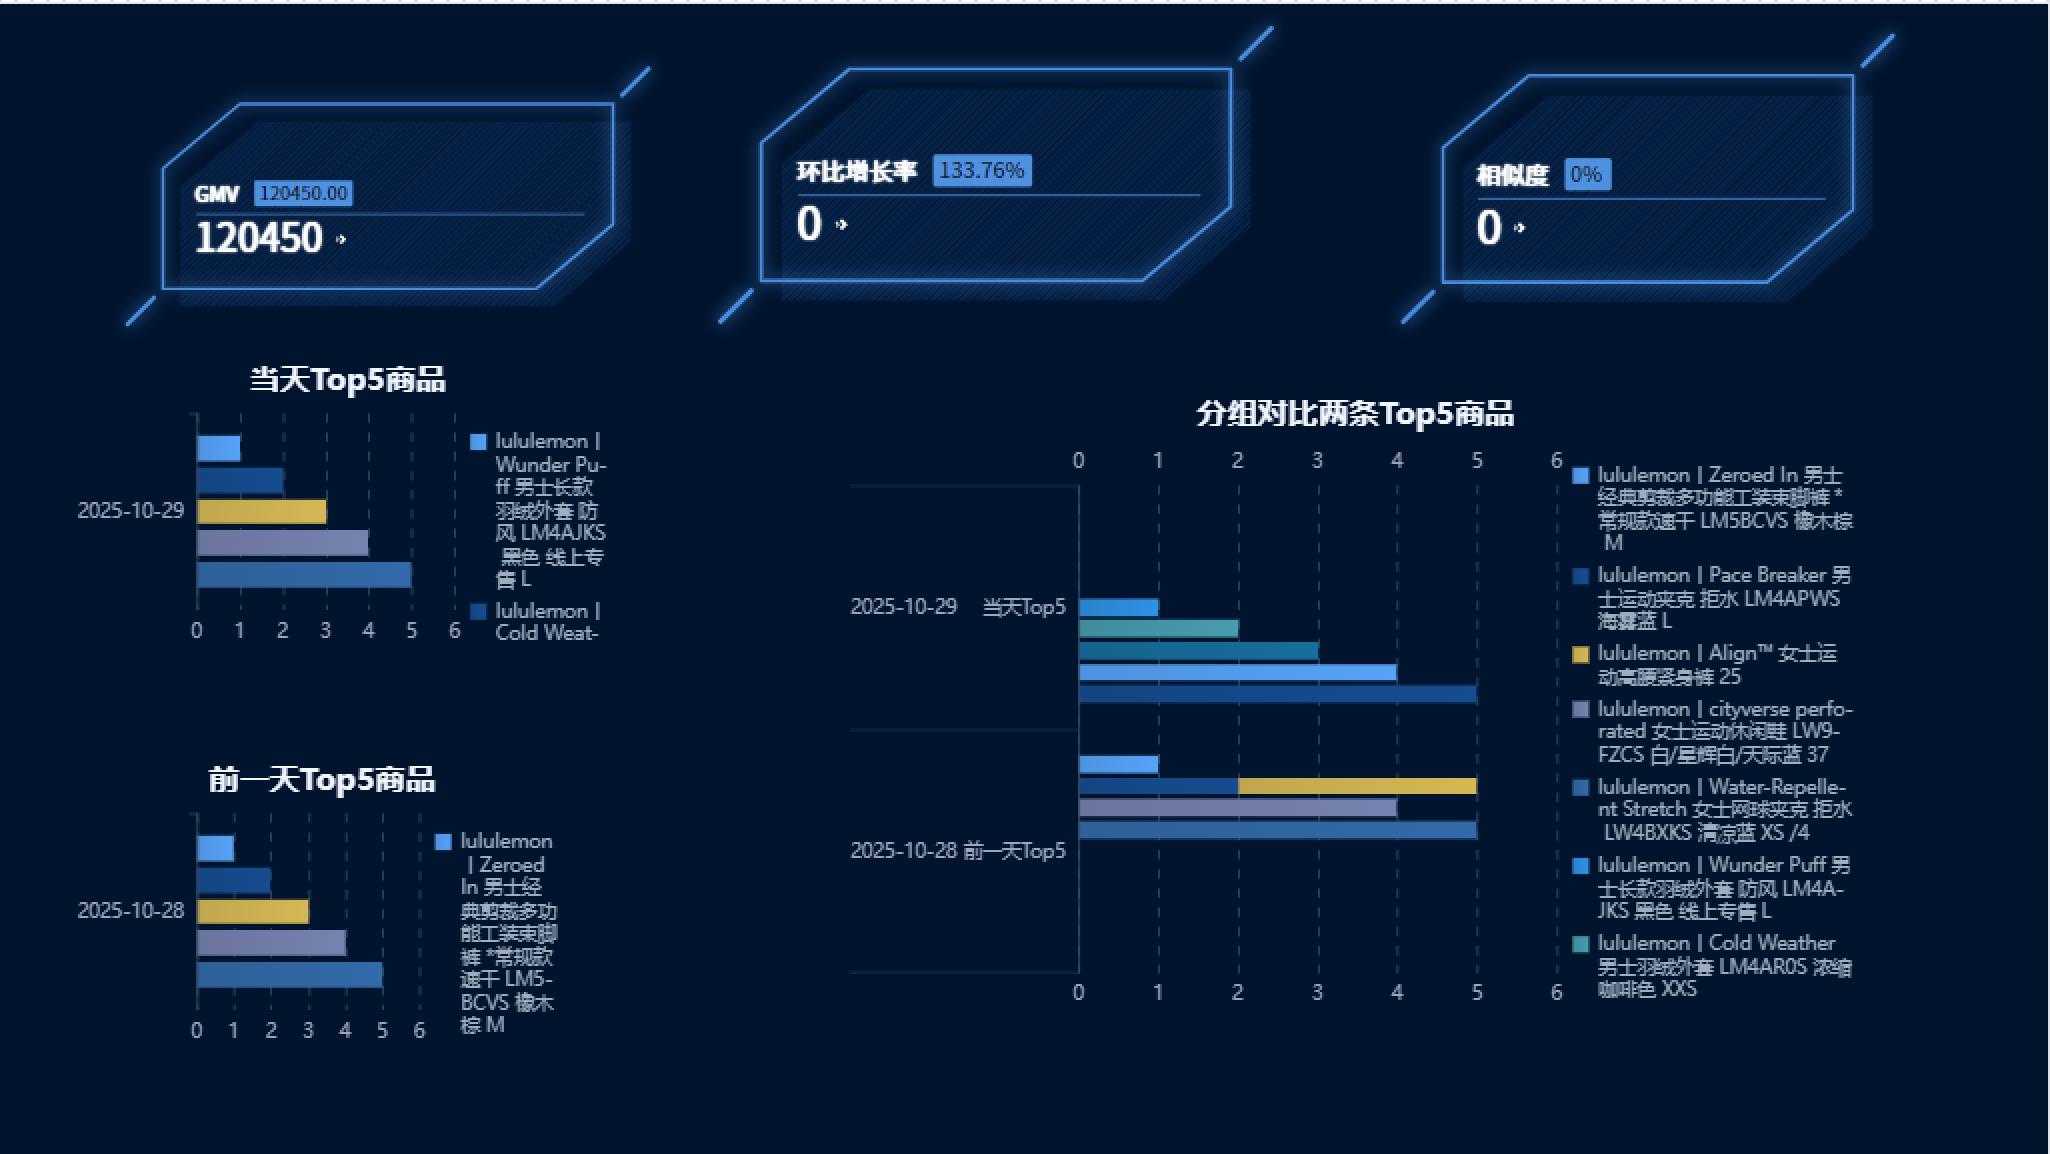 GMV 120450.00
120450
环比增长率 133.76%
0
相似度 0%
0
当天Top5商品
2025-10-29
0 1 2 3 4 5 6
lululemon |
Wunder Pu-
ff 男士长款
羽绒外套 防
风 LM4AJKS
黑色 线上专
售 L
lululemon |
Cold Weat-
前一天Top5商品
2025-10-28
0 1 2 3 4 5 6
lululemon
| Zeroed
In 男士经
典剪裁多功
能工装束脚
裤 *常规款
速干 LM5-
BCVS 橡木
棕 M
分组对比两条Top5商品
0 1 2 3 4 5 6
2025-10-29 当天Top5
2025-10-28 前一天Top5
0 1 2 3 4 5 6
lululemon | Zeroed In 男士
经典剪裁多功能工装束脚裤 *
常规款速干 LM5BCVS 橡木棕
M
lululemon | Pace Breaker 男
士运动夹克 拒水 LM4APWS
海雾蓝 L
lululemon | Align™ 女士运
动高腰紧身裤 25
lululemon | cityverse perfo-
rated 女士运动休闲鞋 LW9-
FZCS 白/星辉白/天际蓝 37
lululemon | Water-Repelle-
nt Stretch 女士网球夹克 拒水
LW4BXKS 清凉蓝 XS /4
lululemon | Wunder Puff 男
士长款羽绒外套 防风 LM4A-
JKS 黑色 线上专售 L
lululemon | Cold Weather
男士羽绒外套 LM4AR0S 浓缩
咖啡色 XXS